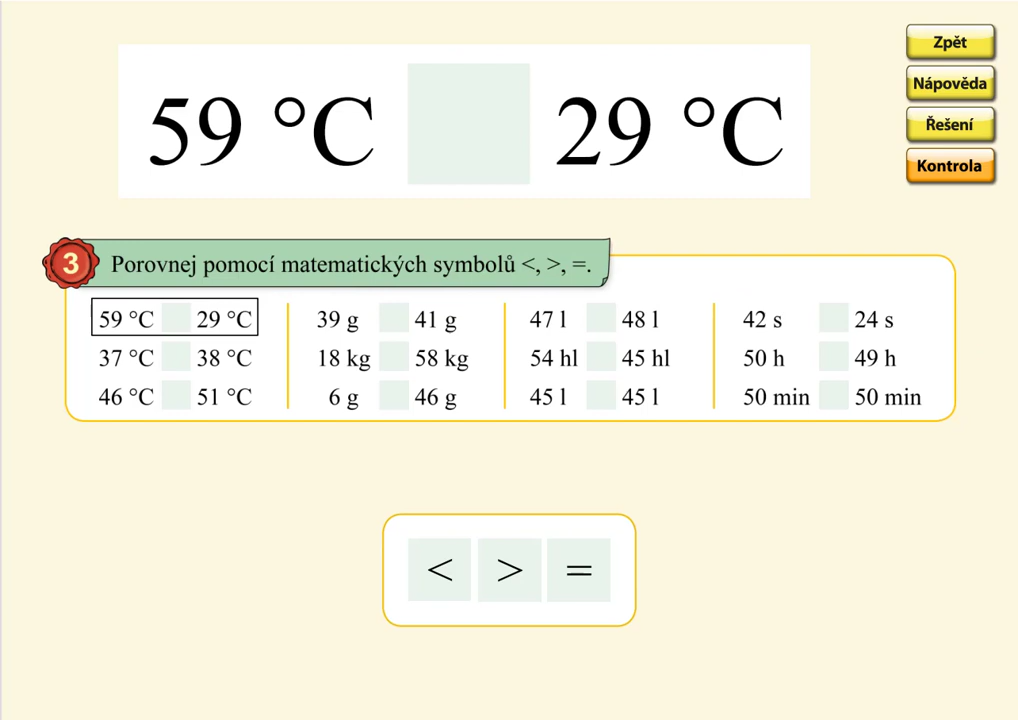 59 °C 29 °C
Zpět
Nápověda
Řešení
Kontrola
3 Porovnej pomocí matematických symbolů <, >, =.
59 °C 29 °C 39 g 41 g 47 l 48 l 42 s 24 s
37 °C 38 °C 18 kg 58 kg 54 hl 45 hl 50 h 49 h
46 °C 51 °C 6 g 46 g 45 l 45 l 50 min 50 min
< > =